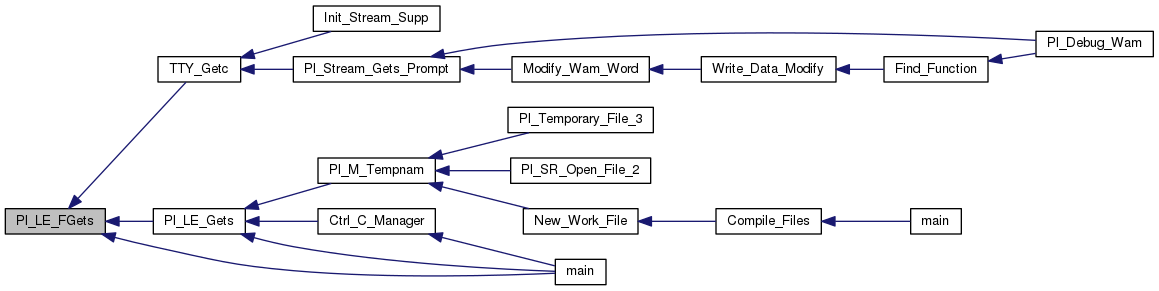 Init_Stream_Supp
Pl_Debug_Wam
TTY_Getc
Pl_Stream_Gets_Prompt
Modify_Wam_Word
Write_Data_Modify
Find_Function
Pl_Temporary_File_3
Pl_M_Tempnam
Pl_SR_Open_File_2
Pl_LE_FGets
Pl_LE_Gets
Ctrl_C_Manager
New_Work_File
Compile_Files
main
main